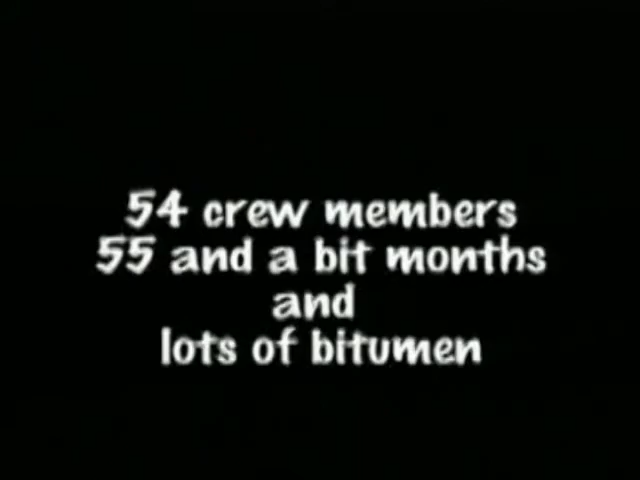 54 crew members
55 and a bit months
and
lots of bitumen